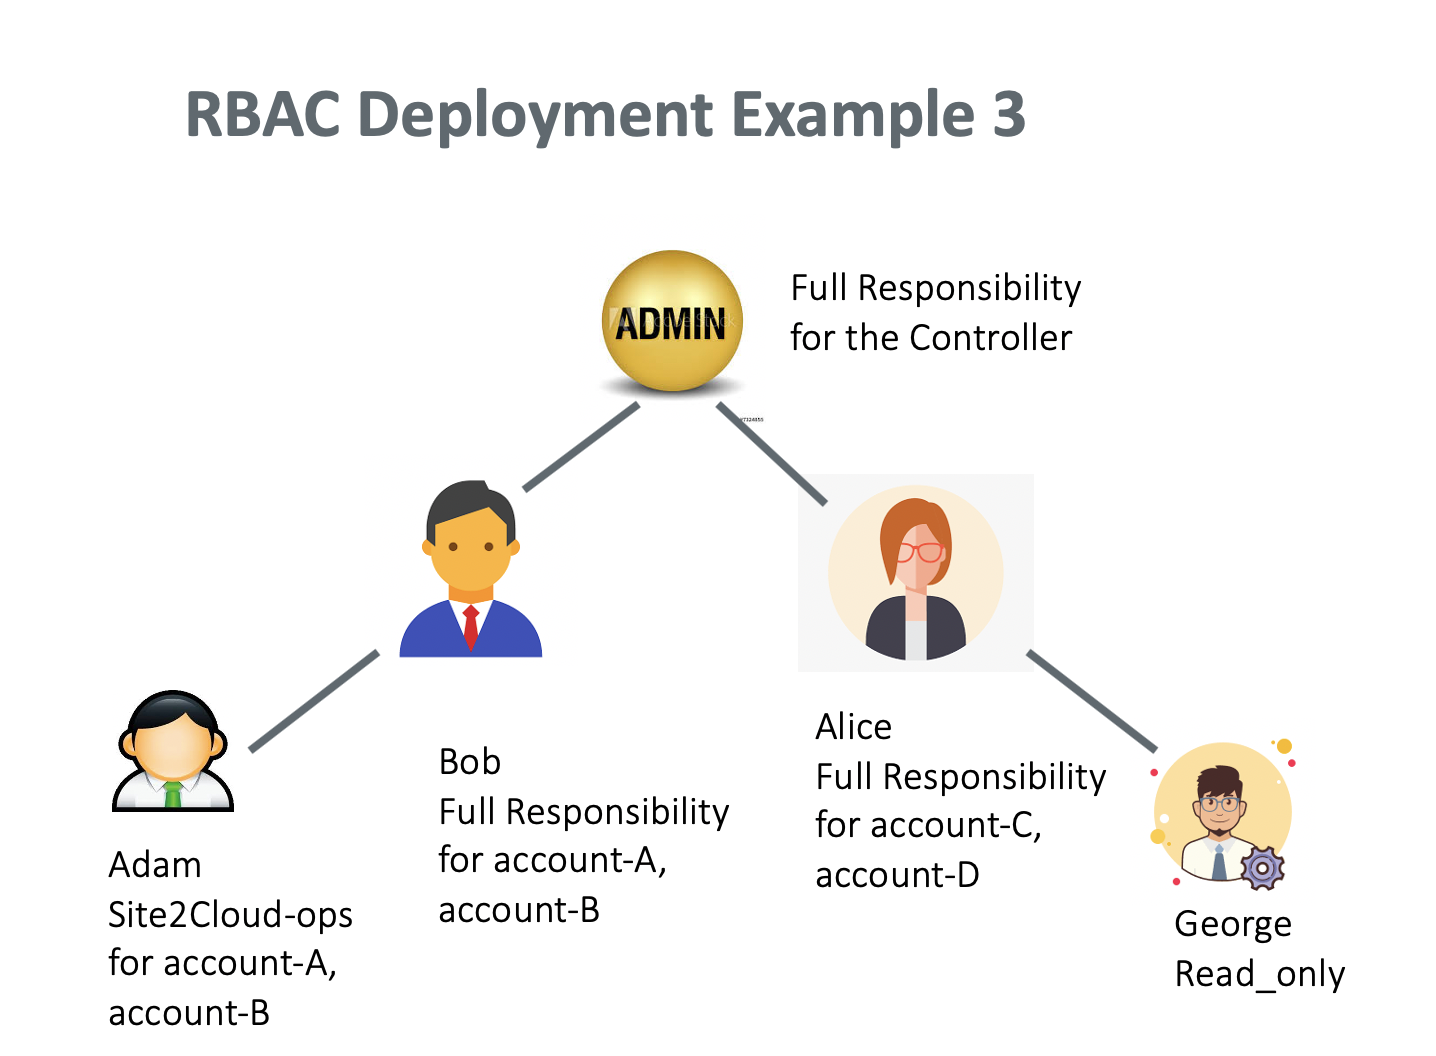 RBAC Deployment Example 3
ADMIN
Full Responsibility
for the Controller
Bob
Full Responsibility
for account-A,
account-B
Alice
Full Responsibility
for account-C,
account-D
Adam
Site2Cloud-ops
for account-A,
account-B
George
Read_only